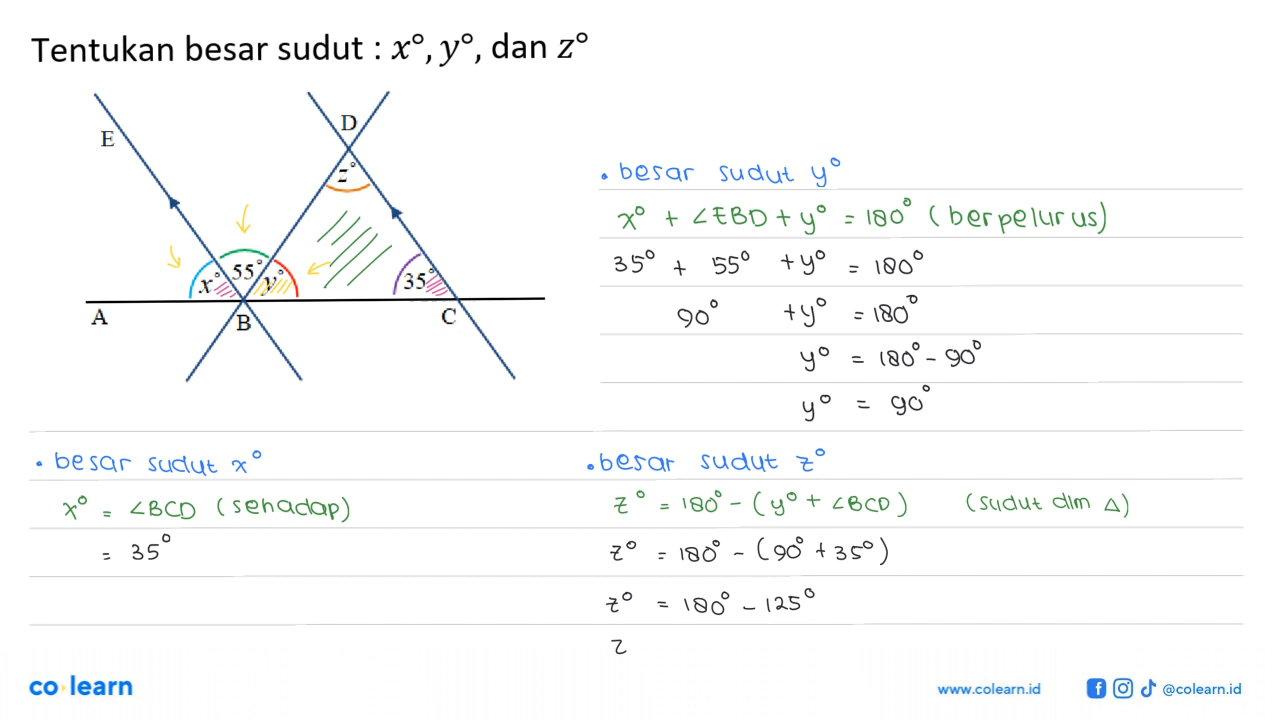 Tentukan besar sudut : x°, y°, dan z°
D
E
z°
x°
55°
y°
35°
A
B
C
• besar sudut y°
x° + ∠EBD + y° = 180° (berpelurus)
35° + 55° + y° = 180°
90° + y° = 180°
y° = 180° - 90°
y° = 90°
• besar sudut x°
x° = ∠BCD (sehadap)
= 35°
• besar sudut z°
z° = 180° - (y° + ∠BCD) (sudut dlm △)
z° = 180° - (90° + 35°)
z° = 180° - 125°
z
co learn
www.colearn.id
@colearn.id